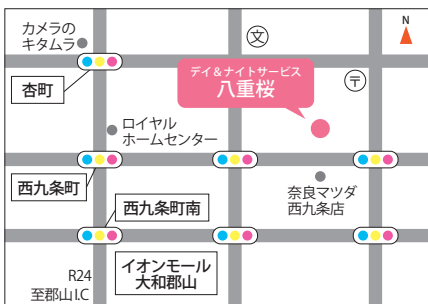 カメラの
キタムラ
文
N
デイ＆ナイトサービス
八重桜
〒
杏町
ロイヤル
ホームセンター
西九条町
奈良マツダ
西九条店
西九条町南
イオンモール
大和郡山
R24
至郡山I.C